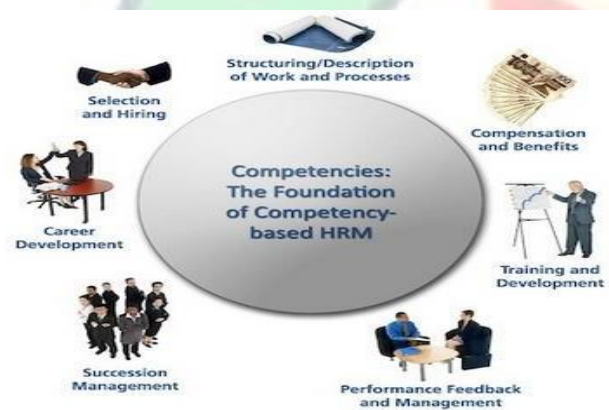 Structuring/Description
of Work and Processes
Selection
and Hiring
Compensation
and Benefits
Competencies:
The Foundation
of Competency-
based HRM
Career
Development
Training and
Development
Succession
Management
Performance Feedback
and Management